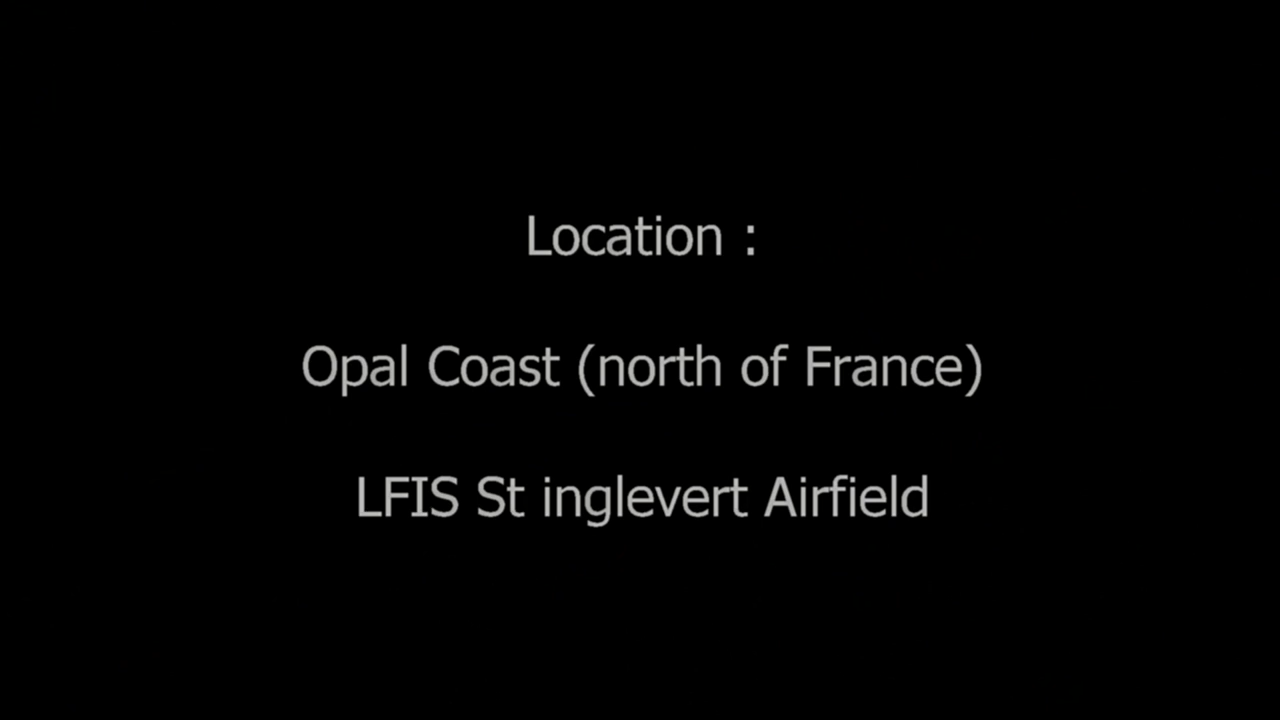 Location :
Opal Coast (north of France)
LFIS St inglevert Airfield